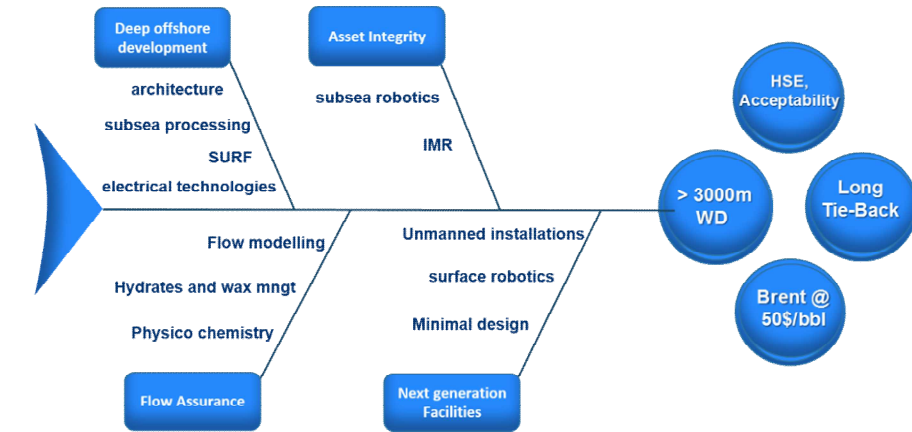 Deep offshore
development
architecture
subsea processing
SURF
electrical technologies
Asset Integrity
subsea robotics
IMR
Flow modelling
Hydrates and wax mngt
Physico chemistry
Flow Assurance
Unmanned installations
surface robotics
Minimal design
Next generation
Facilities
HSE,
Acceptability
> 3000m
WD
Long
Tie-Back
Brent @
50$/bbl